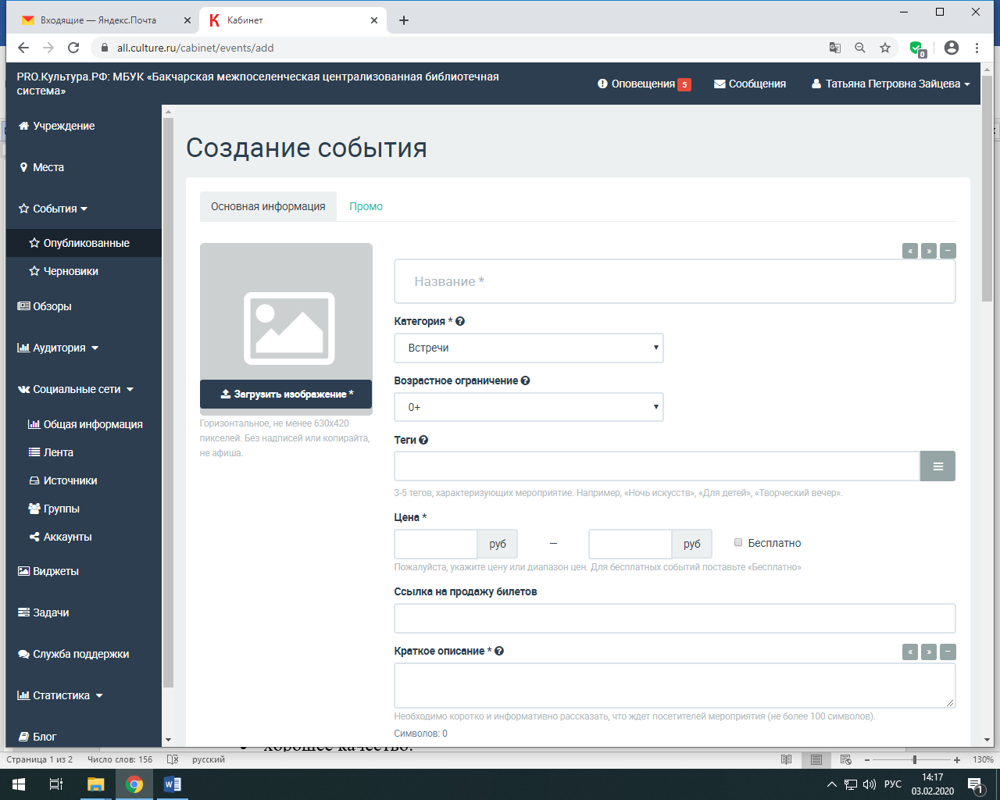 Входящие — Яндекс.Почта
Кабинет
all.culture.ru/cabinet/events/add
0
PRO.Культура.РФ: МБУК «Бакчарская межпоселенческая централизованная библиотечная
система»
Оповещения 5
Сообщения
Татьяна Петровна Зайцева
Учреждение
Места
События
Опубликованные
Черновики
Обзоры
Аудитория
Социальные сети
Общая информация
Лента
Источники
Группы
Аккаунты
Виджеты
Задачи
Служба поддержки
Статистика
Блог
Создание события
Основная информация
Промо
Загрузить изображение *
Горизонтальное, не менее 630x420
пикселей. Без надписей или копирайта,
не афиша.
« » –
Название *
Категория *
Встречи
Возрастное ограничение
0+
Теги
3-5 тегов, характеризующих мероприятие. Например, «Ночь искусств», «Для детей», «Творческий вечер».
Цена *
руб — руб Бесплатно
Пожалуйста, укажите цену или диапазон цен. Для бесплатных событий поставьте «Бесплатно»
Ссылка на продажу билетов
Краткое описание *
« » –
Необходимо коротко и информативно рассказать, что ждет посетителей мероприятия (не более 100 символов).
Символов: 0
хорошее качество.
Страница 1 из 2 Число слов: 156 русский
130%
РУС
14:17
03.02.2020
1